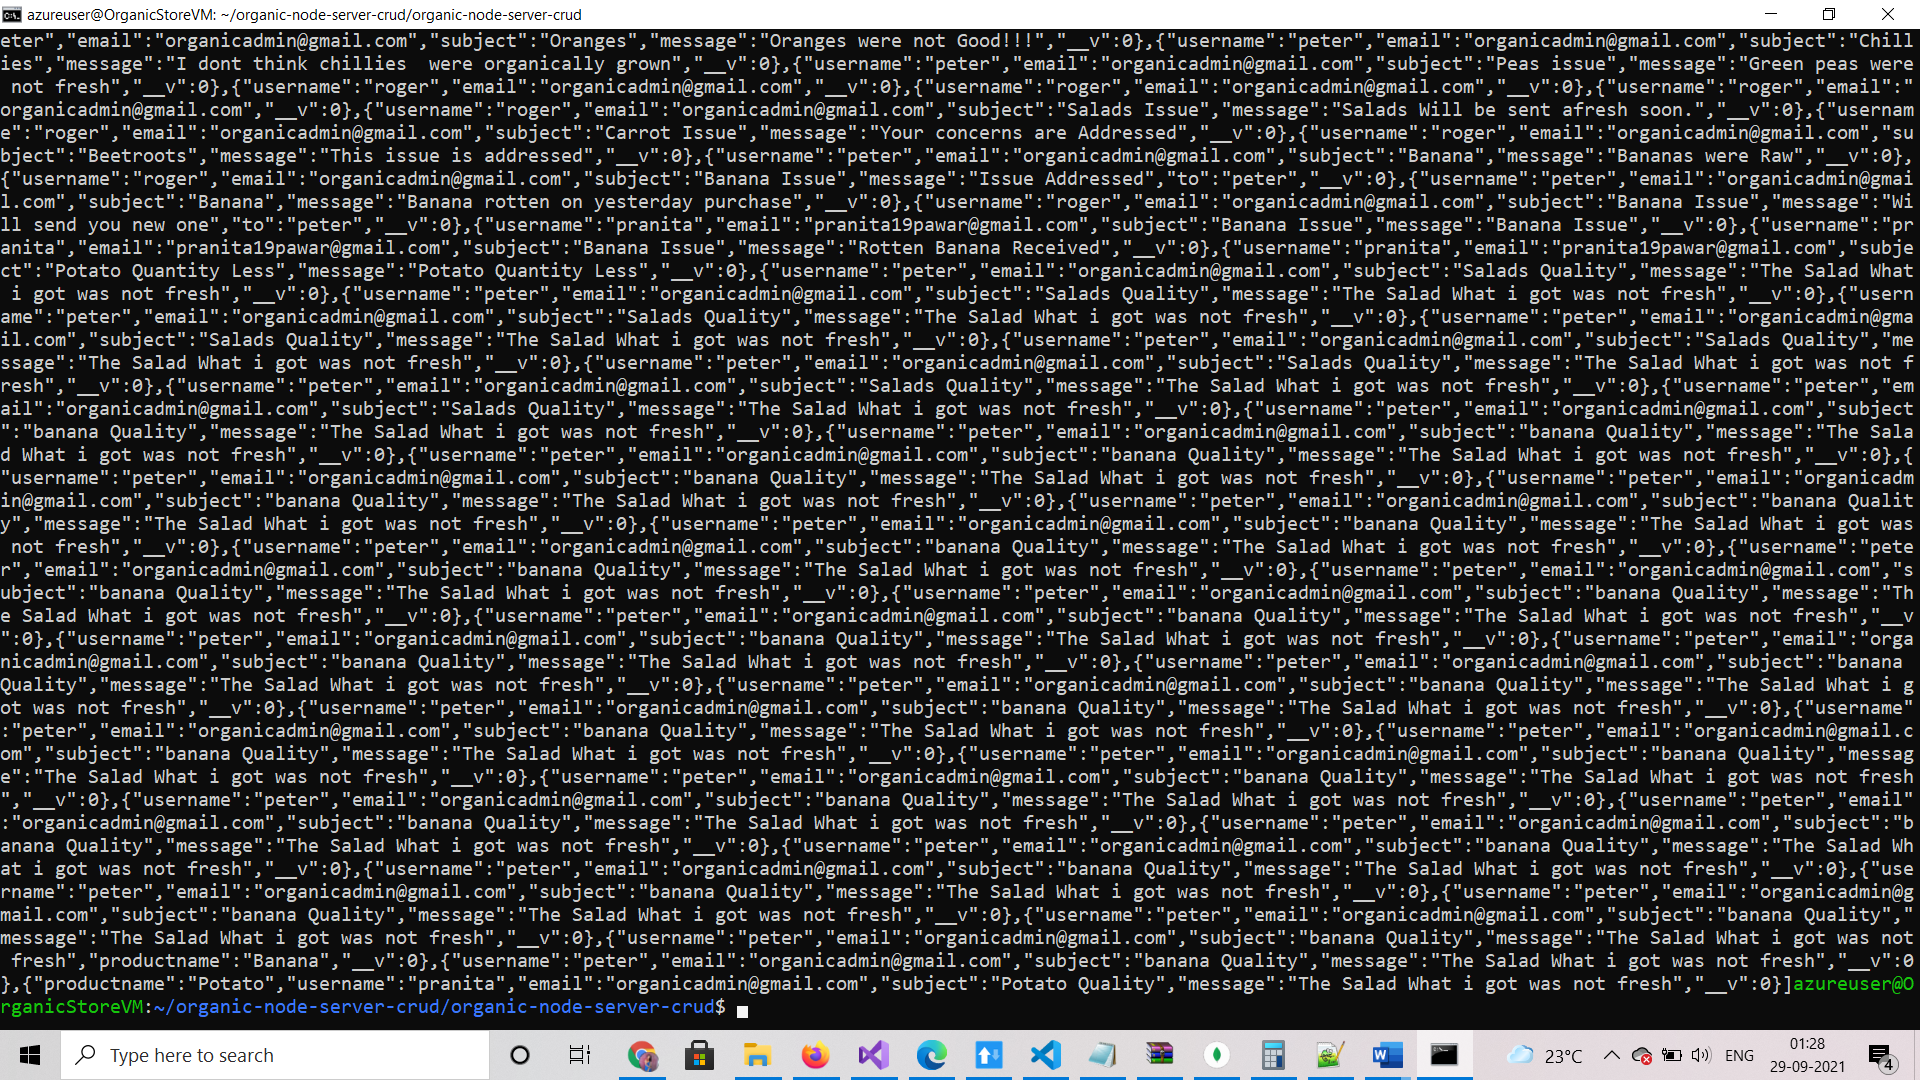 azureuser@OrganicStoreVM: ~/organic-node-server-crud/organic-node-server-crud
eter","email":"organicadmin@gmail.com","subject":"Oranges","message":"Oranges were not Good!!!","__v":0},{"username":"peter","email":"organicadmin@gmail.com","subject":"Chill
ies","message":"I dont think chillies  were organically grown","__v":0},{"username":"peter","email":"organicadmin@gmail.com","subject":"Peas issue","message":"Green peas were
 not fresh","__v":0},{"username":"roger","email":"organicadmin@gmail.com","__v":0},{"username":"roger","email":"organicadmin@gmail.com","__v":0},{"username":"roger","email":"
organicadmin@gmail.com","__v":0},{"username":"roger","email":"organicadmin@gmail.com","subject":"Salads Issue","message":"Salads Will be sent afresh soon.","__v":0},{"usernam
e":"roger","email":"organicadmin@gmail.com","subject":"Carrot Issue","message":"Your concerns are Addressed","__v":0},{"username":"roger","email":"organicadmin@gmail.com","su
bject":"Beetroots","message":"This issue is addressed","__v":0},{"username":"peter","email":"organicadmin@gmail.com","subject":"Banana","message":"Bananas were Raw","__v":0},
{"username":"roger","email":"organicadmin@gmail.com","subject":"Banana Issue","message":"Issue Addressed","to":"peter","__v":0},{"username":"peter","email":"organicadmin@gmai
l.com","subject":"Banana","message":"Banana rotten on yesterday purchase","__v":0},{"username":"roger","email":"organicadmin@gmail.com","subject":"Banana Issue","message":"Wi
ll send you new one","to":"peter","__v":0},{"username":"pranita","email":"pranita19pawar@gmail.com","subject":"Banana Issue","message":"Banana Issue","__v":0},{"username":"pr
anita","email":"pranita19pawar@gmail.com","subject":"Banana Issue","message":"Rotten Banana Received","__v":0},{"username":"pranita","email":"pranita19pawar@gmail.com","subje
ct":"Potato Quantity Less","message":"Potato Quantity Less","__v":0},{"username":"peter","email":"organicadmin@gmail.com","subject":"Salads Quality","message":"The Salad What
 i got was not fresh","__v":0},{"username":"peter","email":"organicadmin@gmail.com","subject":"Salads Quality","message":"The Salad What i got was not fresh","__v":0},{"usern
ame":"peter","email":"organicadmin@gmail.com","subject":"Salads Quality","message":"The Salad What i got was not fresh","__v":0},{"username":"peter","email":"organicadmin@gma
il.com","subject":"Salads Quality","message":"The Salad What i got was not fresh","__v":0},{"username":"peter","email":"organicadmin@gmail.com","subject":"Salads Quality","me
ssage":"The Salad What i got was not fresh","__v":0},{"username":"peter","email":"organicadmin@gmail.com","subject":"Salads Quality","message":"The Salad What i got was not f
resh","__v":0},{"username":"peter","email":"organicadmin@gmail.com","subject":"Salads Quality","message":"The Salad What i got was not fresh","__v":0},{"username":"peter","em
ail":"organicadmin@gmail.com","subject":"Salads Quality","message":"The Salad What i got was not fresh","__v":0},{"username":"peter","email":"organicadmin@gmail.com","subject
":"banana Quality","message":"The Salad What i got was not fresh","__v":0},{"username":"peter","email":"organicadmin@gmail.com","subject":"banana Quality","message":"The Sala
d What i got was not fresh","__v":0},{"username":"peter","email":"organicadmin@gmail.com","subject":"banana Quality","message":"The Salad What i got was not fresh","__v":0},{
"username":"peter","email":"organicadmin@gmail.com","subject":"banana Quality","message":"The Salad What i got was not fresh","__v":0},{"username":"peter","email":"organicadm
in@gmail.com","subject":"banana Quality","message":"The Salad What i got was not fresh","__v":0},{"username":"peter","email":"organicadmin@gmail.com","subject":"banana Qualit
y","message":"The Salad What i got was not fresh","__v":0},{"username":"peter","email":"organicadmin@gmail.com","subject":"banana Quality","message":"The Salad What i got was
 not fresh","__v":0},{"username":"peter","email":"organicadmin@gmail.com","subject":"banana Quality","message":"The Salad What i got was not fresh","__v":0},{"username":"pete
r","email":"organicadmin@gmail.com","subject":"banana Quality","message":"The Salad What i got was not fresh","__v":0},{"username":"peter","email":"organicadmin@gmail.com","s
ubject":"banana Quality","message":"The Salad What i got was not fresh","__v":0},{"username":"peter","email":"organicadmin@gmail.com","subject":"banana Quality","message":"Th
e Salad What i got was not fresh","__v":0},{"username":"peter","email":"organicadmin@gmail.com","subject":"banana Quality","message":"The Salad What i got was not fresh","__v
":0},{"username":"peter","email":"organicadmin@gmail.com","subject":"banana Quality","message":"The Salad What i got was not fresh","__v":0},{"username":"peter","email":"orga
nicadmin@gmail.com","subject":"banana Quality","message":"The Salad What i got was not fresh","__v":0},{"username":"peter","email":"organicadmin@gmail.com","subject":"banana 
Quality","message":"The Salad What i got was not fresh","__v":0},{"username":"peter","email":"organicadmin@gmail.com","subject":"banana Quality","message":"The Salad What i g
ot was not fresh","__v":0},{"username":"peter","email":"organicadmin@gmail.com","subject":"banana Quality","message":"The Salad What i got was not fresh","__v":0},{"username"
:"peter","email":"organicadmin@gmail.com","subject":"banana Quality","message":"The Salad What i got was not fresh","__v":0},{"username":"peter","email":"organicadmin@gmail.c
om","subject":"banana Quality","message":"The Salad What i got was not fresh","__v":0},{"username":"peter","email":"organicadmin@gmail.com","subject":"banana Quality","messag
e":"The Salad What i got was not fresh","__v":0},{"username":"peter","email":"organicadmin@gmail.com","subject":"banana Quality","message":"The Salad What i got was not fresh
","__v":0},{"username":"peter","email":"organicadmin@gmail.com","subject":"banana Quality","message":"The Salad What i got was not fresh","__v":0},{"username":"peter","email"
:"organicadmin@gmail.com","subject":"banana Quality","message":"The Salad What i got was not fresh","__v":0},{"username":"peter","email":"organicadmin@gmail.com","subject":"b
anana Quality","message":"The Salad What i got was not fresh","__v":0},{"username":"peter","email":"organicadmin@gmail.com","subject":"banana Quality","message":"The Salad Wh
at i got was not fresh","__v":0},{"username":"peter","email":"organicadmin@gmail.com","subject":"banana Quality","message":"The Salad What i got was not fresh","__v":0},{"use
rname":"peter","email":"organicadmin@gmail.com","subject":"banana Quality","message":"The Salad What i got was not fresh","__v":0},{"username":"peter","email":"organicadmin@g
mail.com","subject":"banana Quality","message":"The Salad What i got was not fresh","__v":0},{"username":"peter","email":"organicadmin@gmail.com","subject":"banana Quality","
message":"The Salad What i got was not fresh","__v":0},{"username":"peter","email":"organicadmin@gmail.com","subject":"banana Quality","message":"The Salad What i got was not
 fresh","productname":"Banana","__v":0},{"username":"peter","email":"organicadmin@gmail.com","subject":"banana Quality","message":"The Salad What i got was not fresh","__v":0
},{"productname":"Potato","username":"pranita","email":"organicadmin@gmail.com","subject":"Potato Quality","message":"The Salad What i got was not fresh","__v":0}]azureuser@O
rganicStoreVM:~/organic-node-server-crud/organic-node-server-crud$
Type here to search
23°C
ENG
01:28
29-09-2021
4